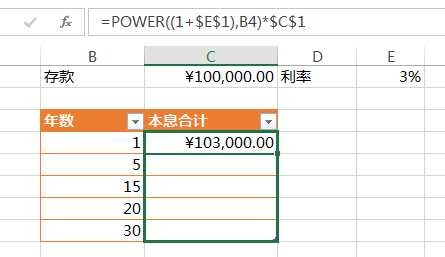 fx =POWER((1+$E$1),B4)*$C$1
B C D E
存款 ¥100,000.00 利率 3%
年数 本息合计
1 ¥103,000.00
5
15
20
30